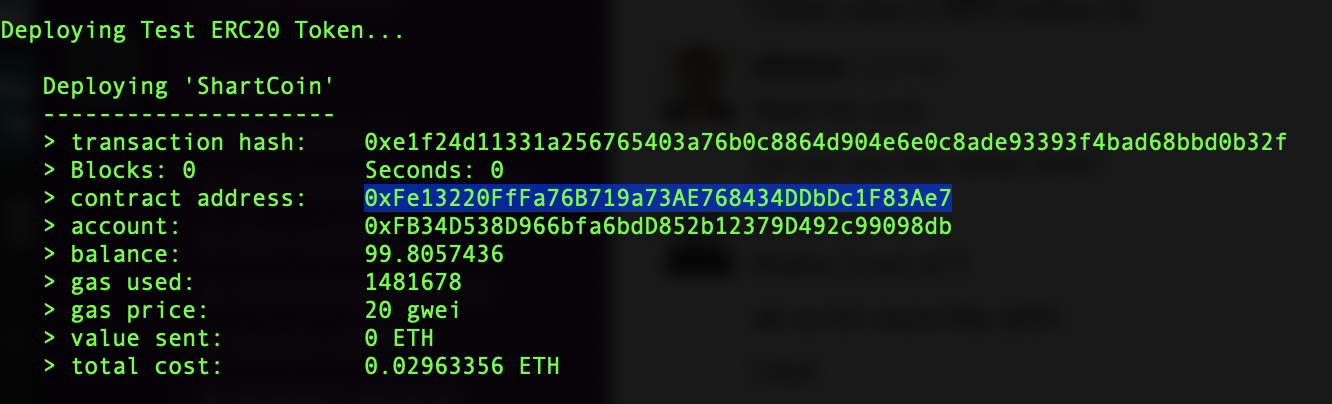 Deploying Test ERC20 Token...
Deploying 'ShartCoin'
---------------------
> transaction hash: 0xe1f24d11331a256765403a76b0c8864d904e6e0c8ade93393f4bad68bbd0b32f
> Blocks: 0 Seconds: 0
> contract address: 0xFe13220FfFa76B719a73AE768434DDbDc1F83Ae7
> account: 0xFB34D538D966bfa6bdD852b12379D492c99098db
> balance: 99.8057436
> gas used: 1481678
> gas price: 20 gwei
> value sent: 0 ETH
> total cost: 0.02963356 ETH